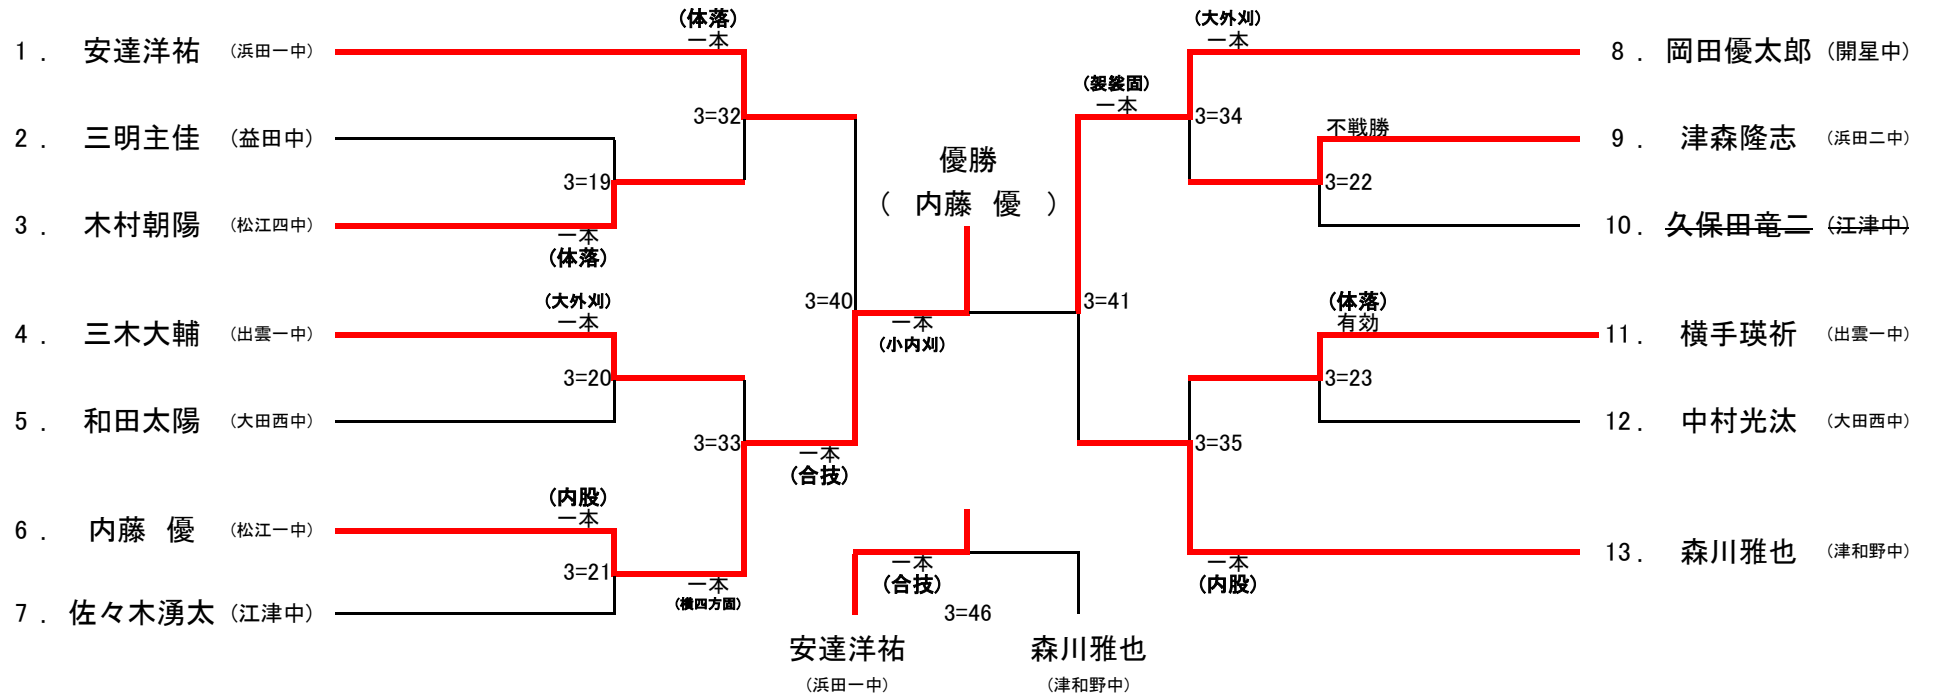 (体落)
一本
1． 安達洋祐 （浜田一中）
3=32
2． 三明主佳 （益田中）
3=19
3． 木村朝陽 （松江四中）
一本
(体落)
(大外刈)
一本
4． 三木大輔 （出雲一中）
3=20
5． 和田太陽 （大田西中）
3=33
(内股)
一本
6． 内藤 優 （松江一中）
3=21
7． 佐々木湧太 （江津中）
一本
(横四方固)
3=40
一本
(合技)
優勝
（ 内藤 優 ）
一本
(小内刈)
一本
(合技)
3=46
安達洋祐 森川雅也
（浜田一中） （津和野中）
(大外刈)
一本
8． 岡田優太郎 （開星中）
(袈裟固)
一本
3=34
不戦勝
9． 津森隆志 （浜田二中）
3=22
10． 久保田竜二 （江津中）
3=41
(体落)
有効
11． 横手瑛祈 （出雲一中）
3=23
12． 中村光汰 （大田西中）
3=35
13． 森川雅也 （津和野中）
一本
(内股)